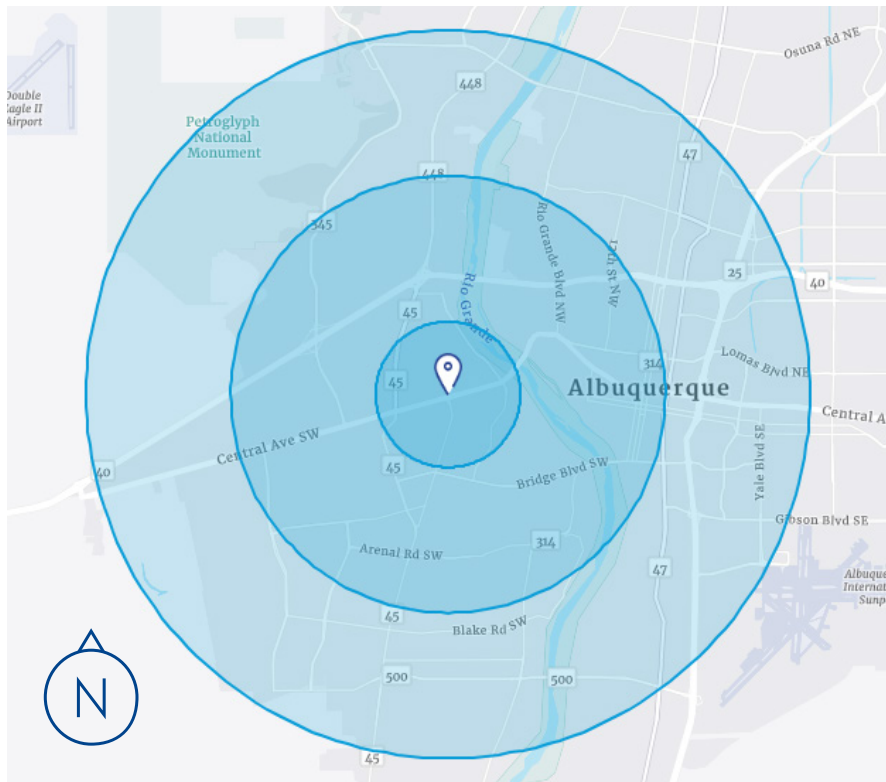 Osuna Rd NE
448
Double
Eagle II
Airport
Petroglyph
National
Monument
47
448
345
Rio Grande Blvd NW
12th St NW
25
40
Rio Grande
45
314
Lomas Blvd NE
45
Albuquerque
Central A
Central Ave SW
Yale Blvd SE
45
40
Bridge Blvd SW
Gibson Blvd SE
314
Arenal Rd SW
47
Albuque
Internat
Sunp
45
Blake Rd SW
500
500
N
45